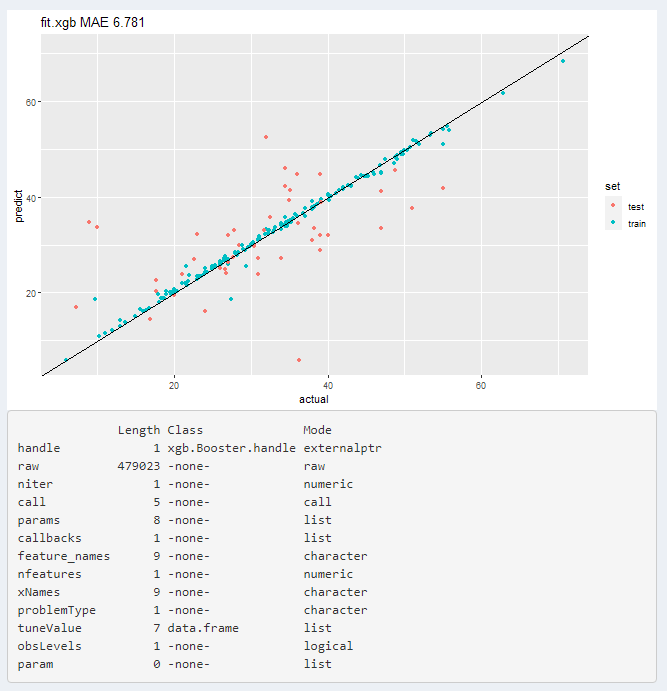 fit.xgb MAE 6.781
60
40
20
predict
20 40 60
actual
set
test
train
Length Class Mode
handle 1 xgb.Booster.handle externalptr
raw 479023 -none- raw
niter 1 -none- numeric
call 5 -none- call
params 8 -none- list
callbacks 1 -none- list
feature_names 9 -none- character
nfeatures 1 -none- numeric
xNames 9 -none- character
problemType 1 -none- character
tuneValue 7 data.frame list
obsLevels 1 -none- logical
param 0 -none- list